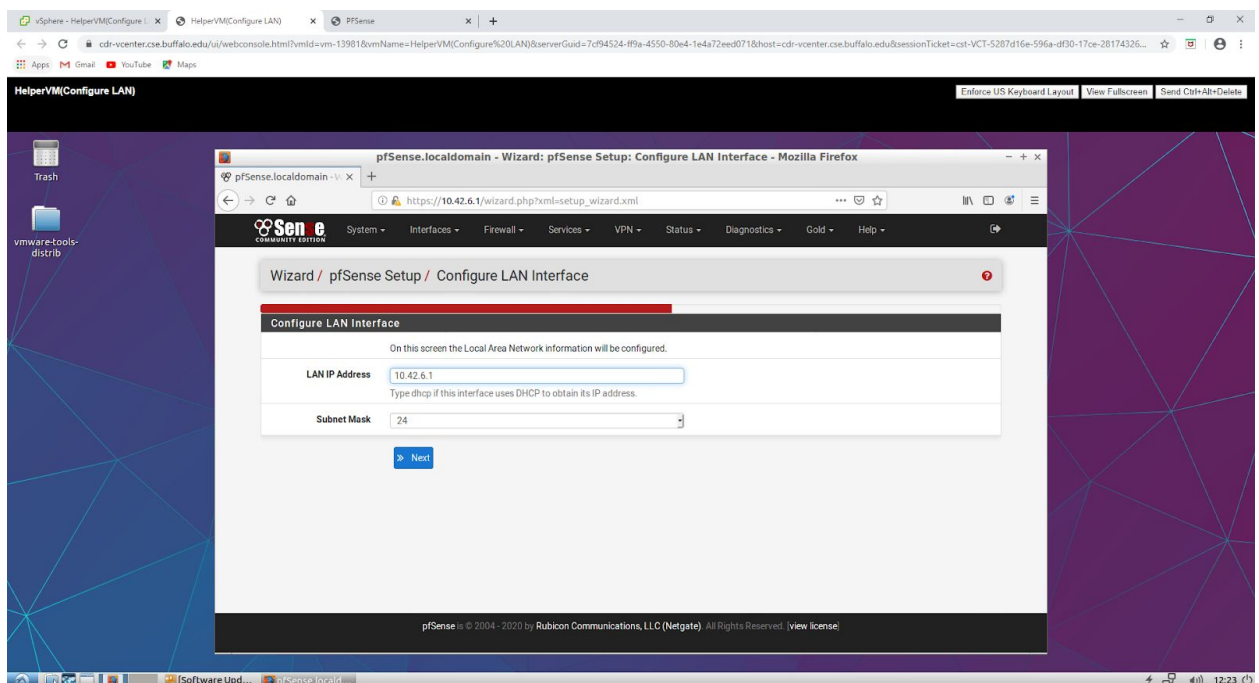 vSphere - HelperVM(Configure L
HelperVM(Configure LAN)
PFSense
cdr-vcenter.cse.buffalo.edu/ui/webconsole.html?vmId=vm-13981&vmName=HelperVM(Configure%20LAN)&serverGuid=7cf94524-ff9a-4550-80e4-1e4a72eed071&host=cdr-vcenter.cse.buffalo.edu&sessionTicket=cst-VCT-5287d16e-596a-df30-17ce-28174326...
Apps Gmail YouTube Maps
HelperVM(Configure LAN)
Enforce US Keyboard Layout View Fullscreen Send Ctrl+Alt+Delete
Trash
vmware-tools-
distrib
pfSense.localdomain - Wizard: pfSense Setup: Configure LAN Interface - Mozilla Firefox
pfSense.localdomain - W
https://10.42.6.1/wizard.php?xml=setup_wizard.xml
Sense
COMMUNITY EDITION
System Interfaces Firewall Services VPN Status Diagnostics Gold Help
Wizard / pfSense Setup / Configure LAN Interface
Configure LAN Interface
On this screen the Local Area Network information will be configured.
LAN IP Address 10.42.6.1
Type dhcp if this interface uses DHCP to obtain its IP address.
Subnet Mask 24
Next
pfSense is © 2004 - 2020 by Rubicon Communications, LLC (Netgate). All Rights Reserved. [view license]
[Software Upd... pfSense.locald... 12:23